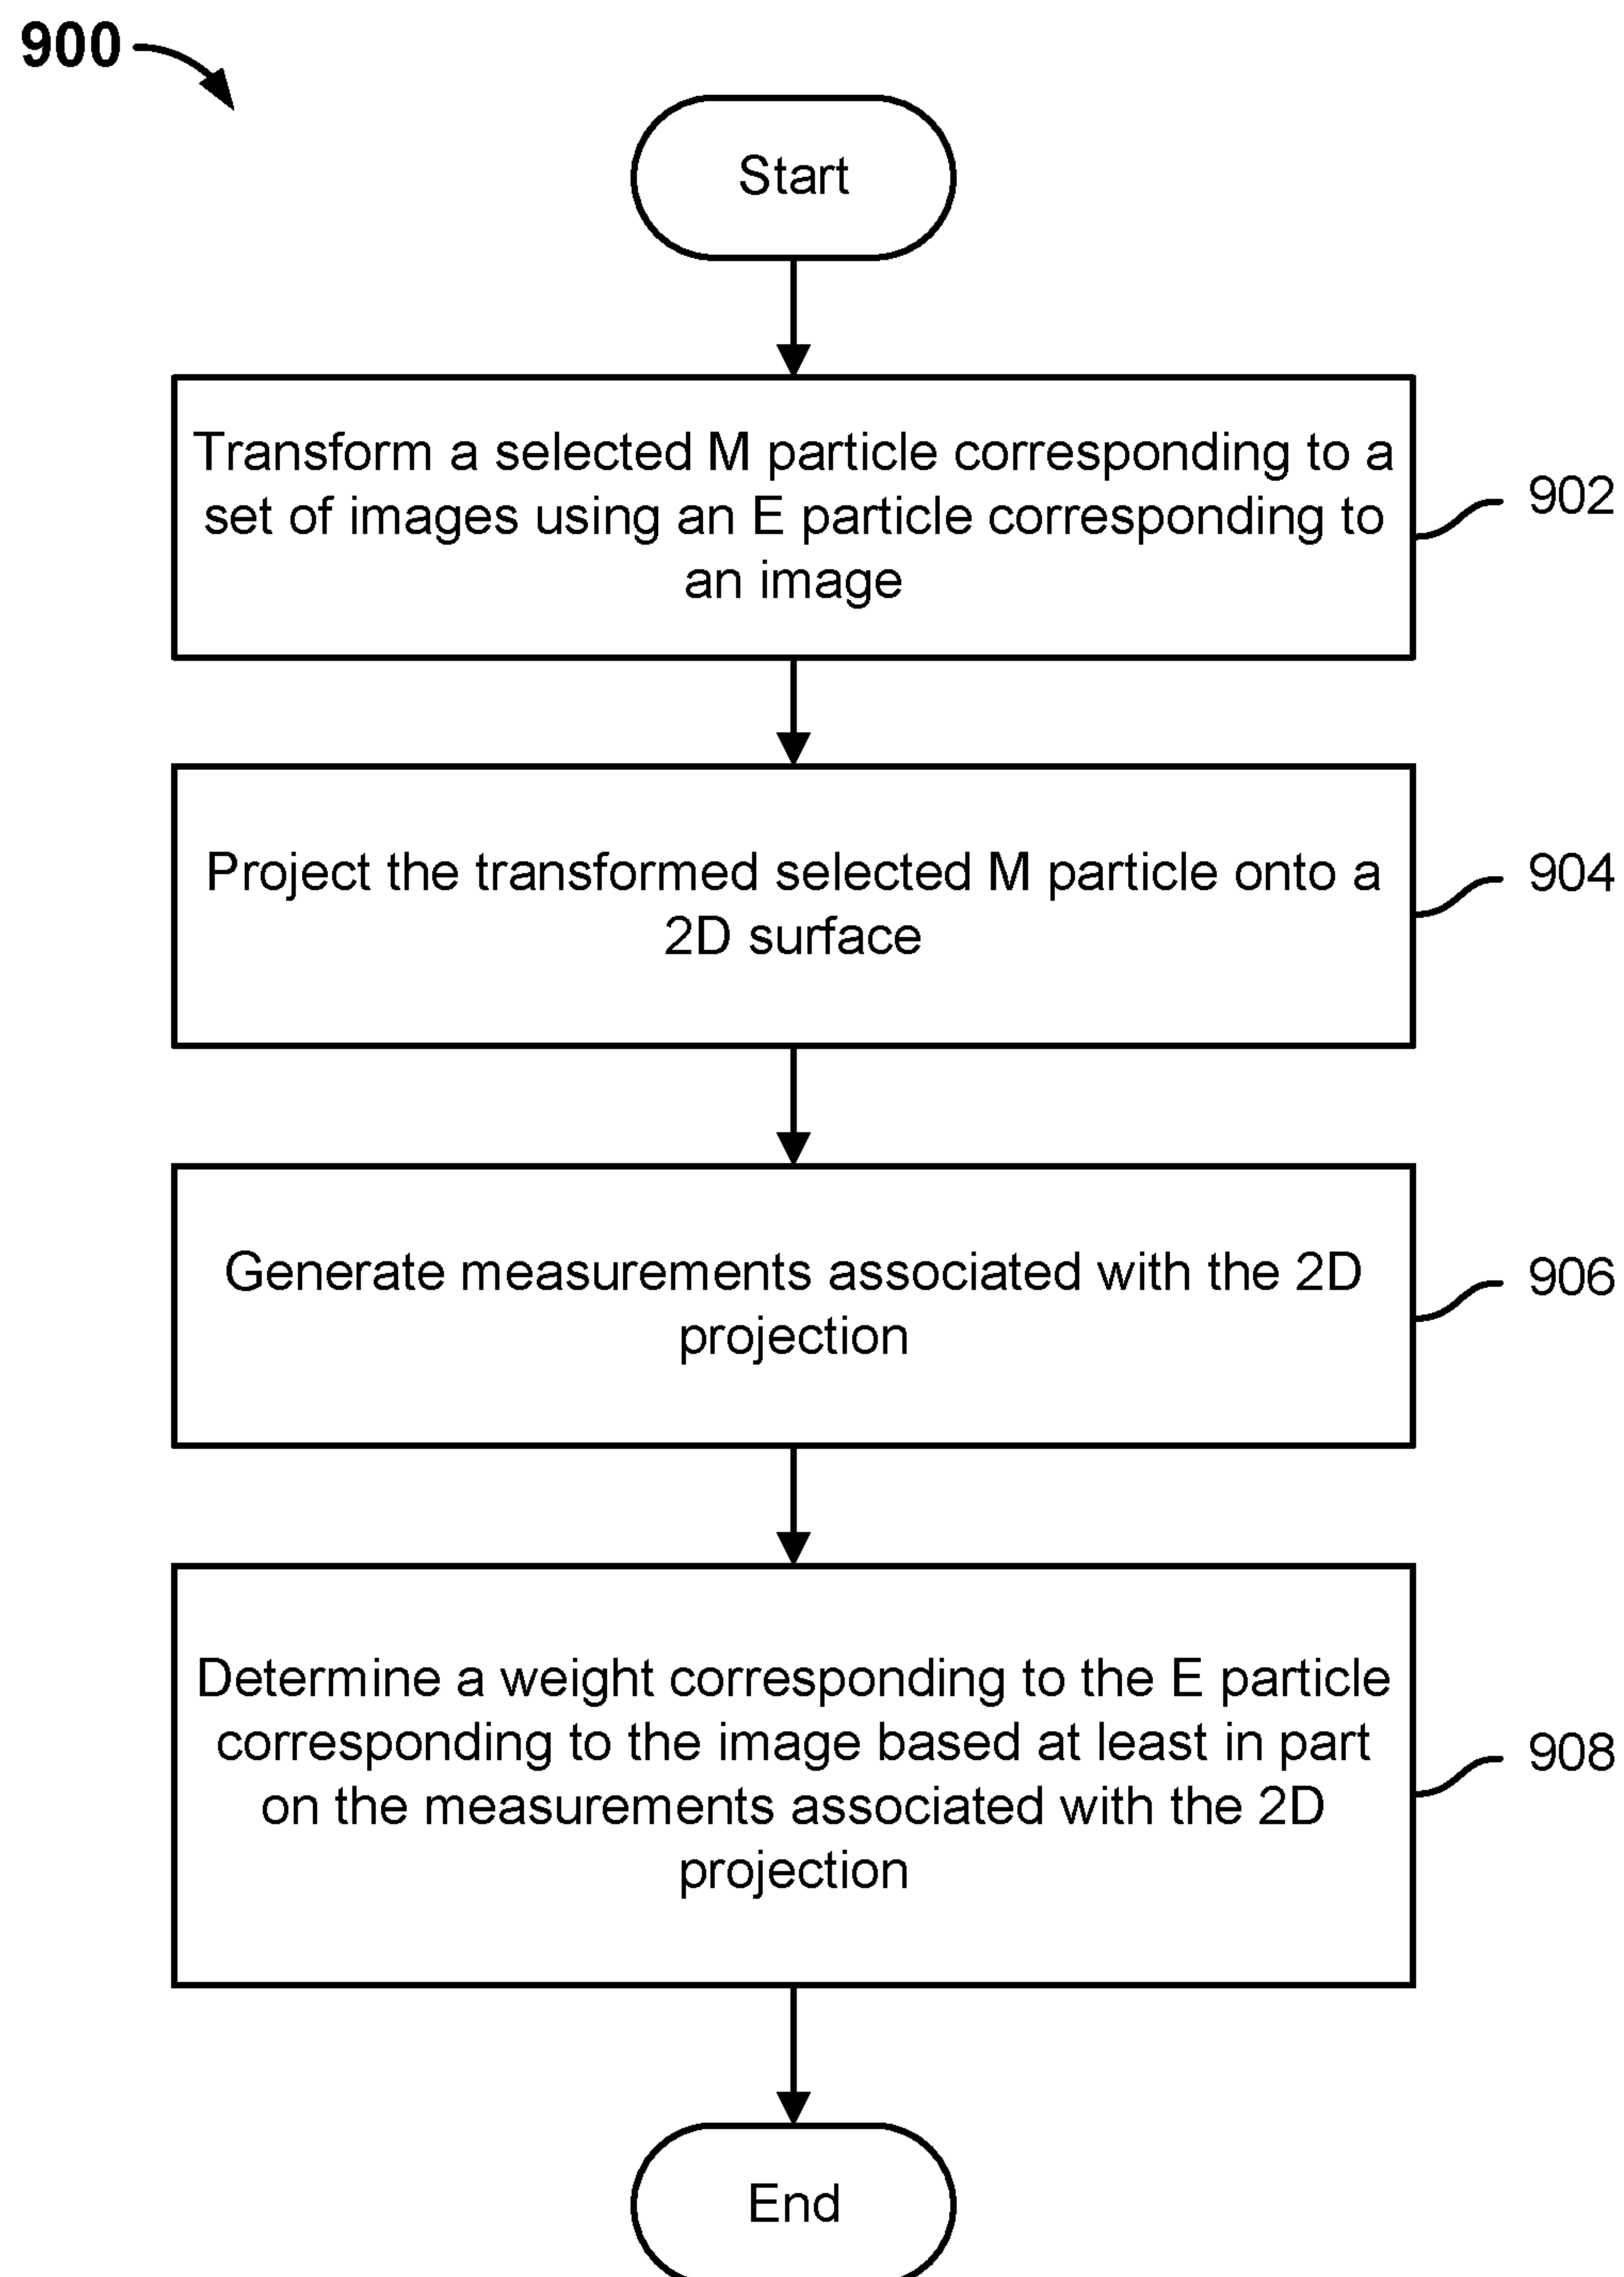 900
Start
Transform a selected M particle corresponding to a
set of images using an E particle corresponding to
an image
902
Project the transformed selected M particle onto a
2D surface
904
Generate measurements associated with the 2D
projection
906
Determine a weight corresponding to the E particle
corresponding to the image based at least in part
on the measurements associated with the 2D
projection
908
End